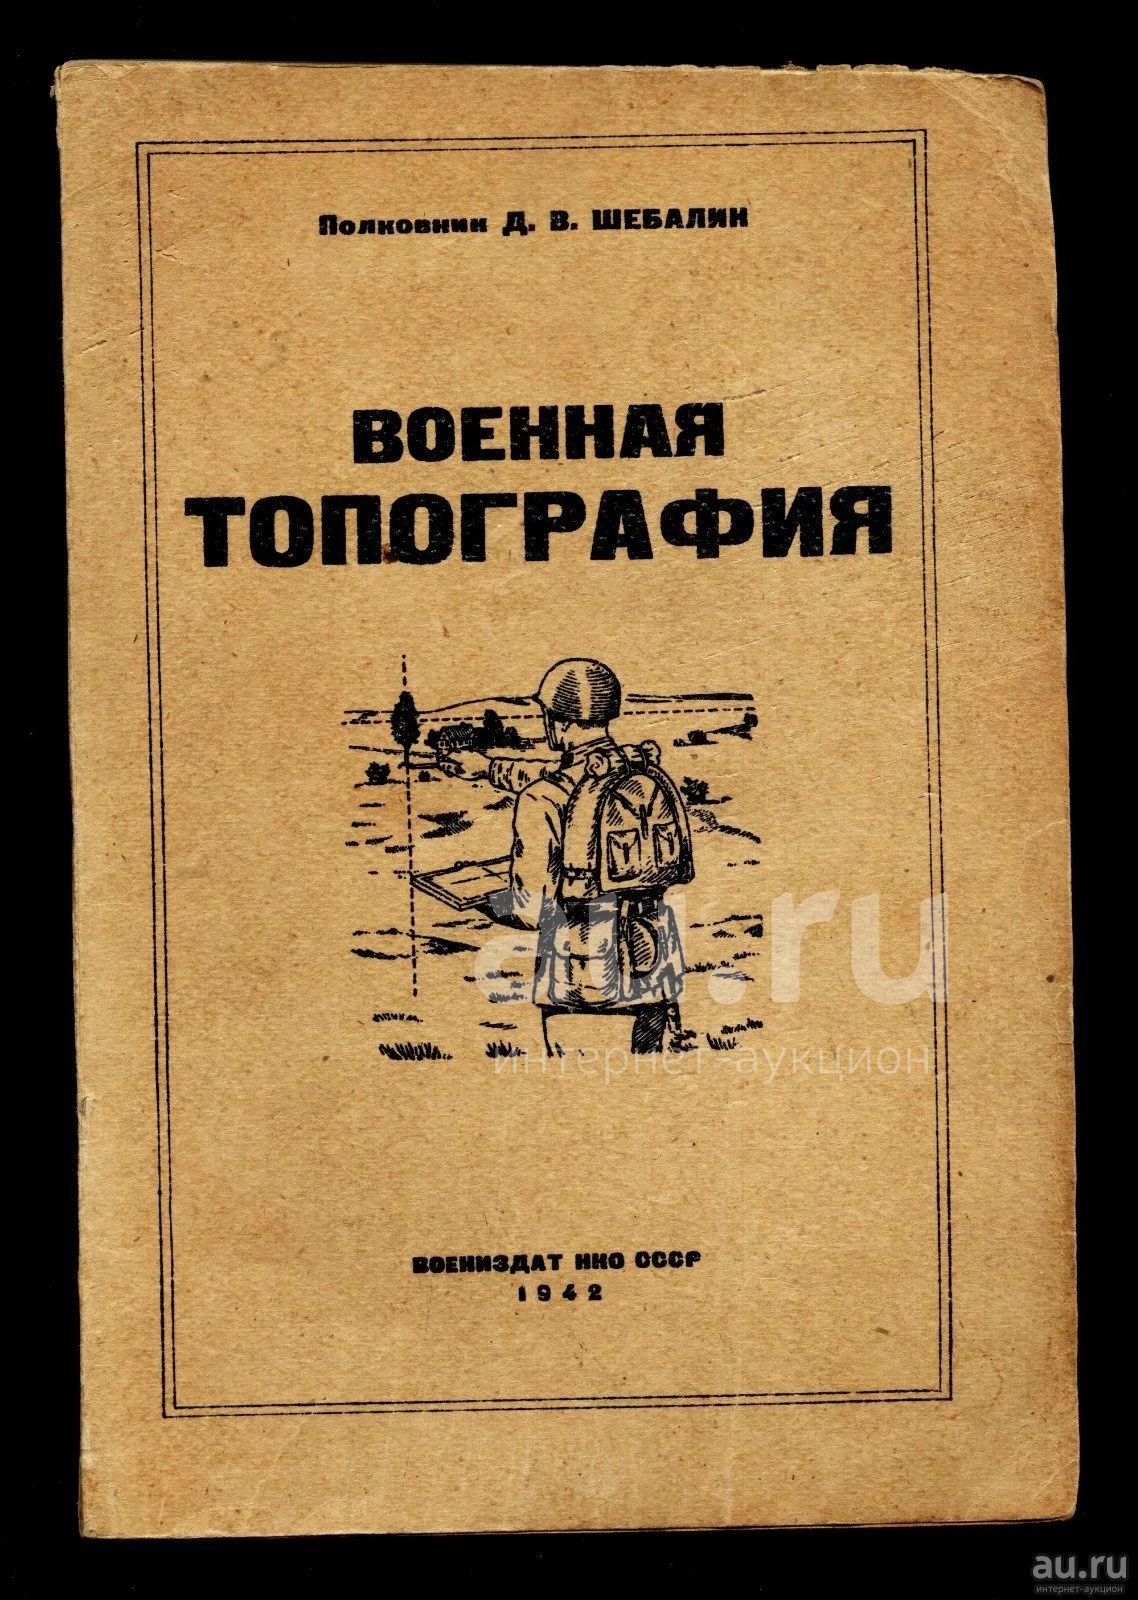 Полковник Д. В. ШЕБАЛИН
ВОЕННАЯ
ТОПОГРАФИЯ
au.ru
интернет-аукцион
ВОЕНИЗДАТ НКО СССР
1942
au.ru
интернет-аукцион